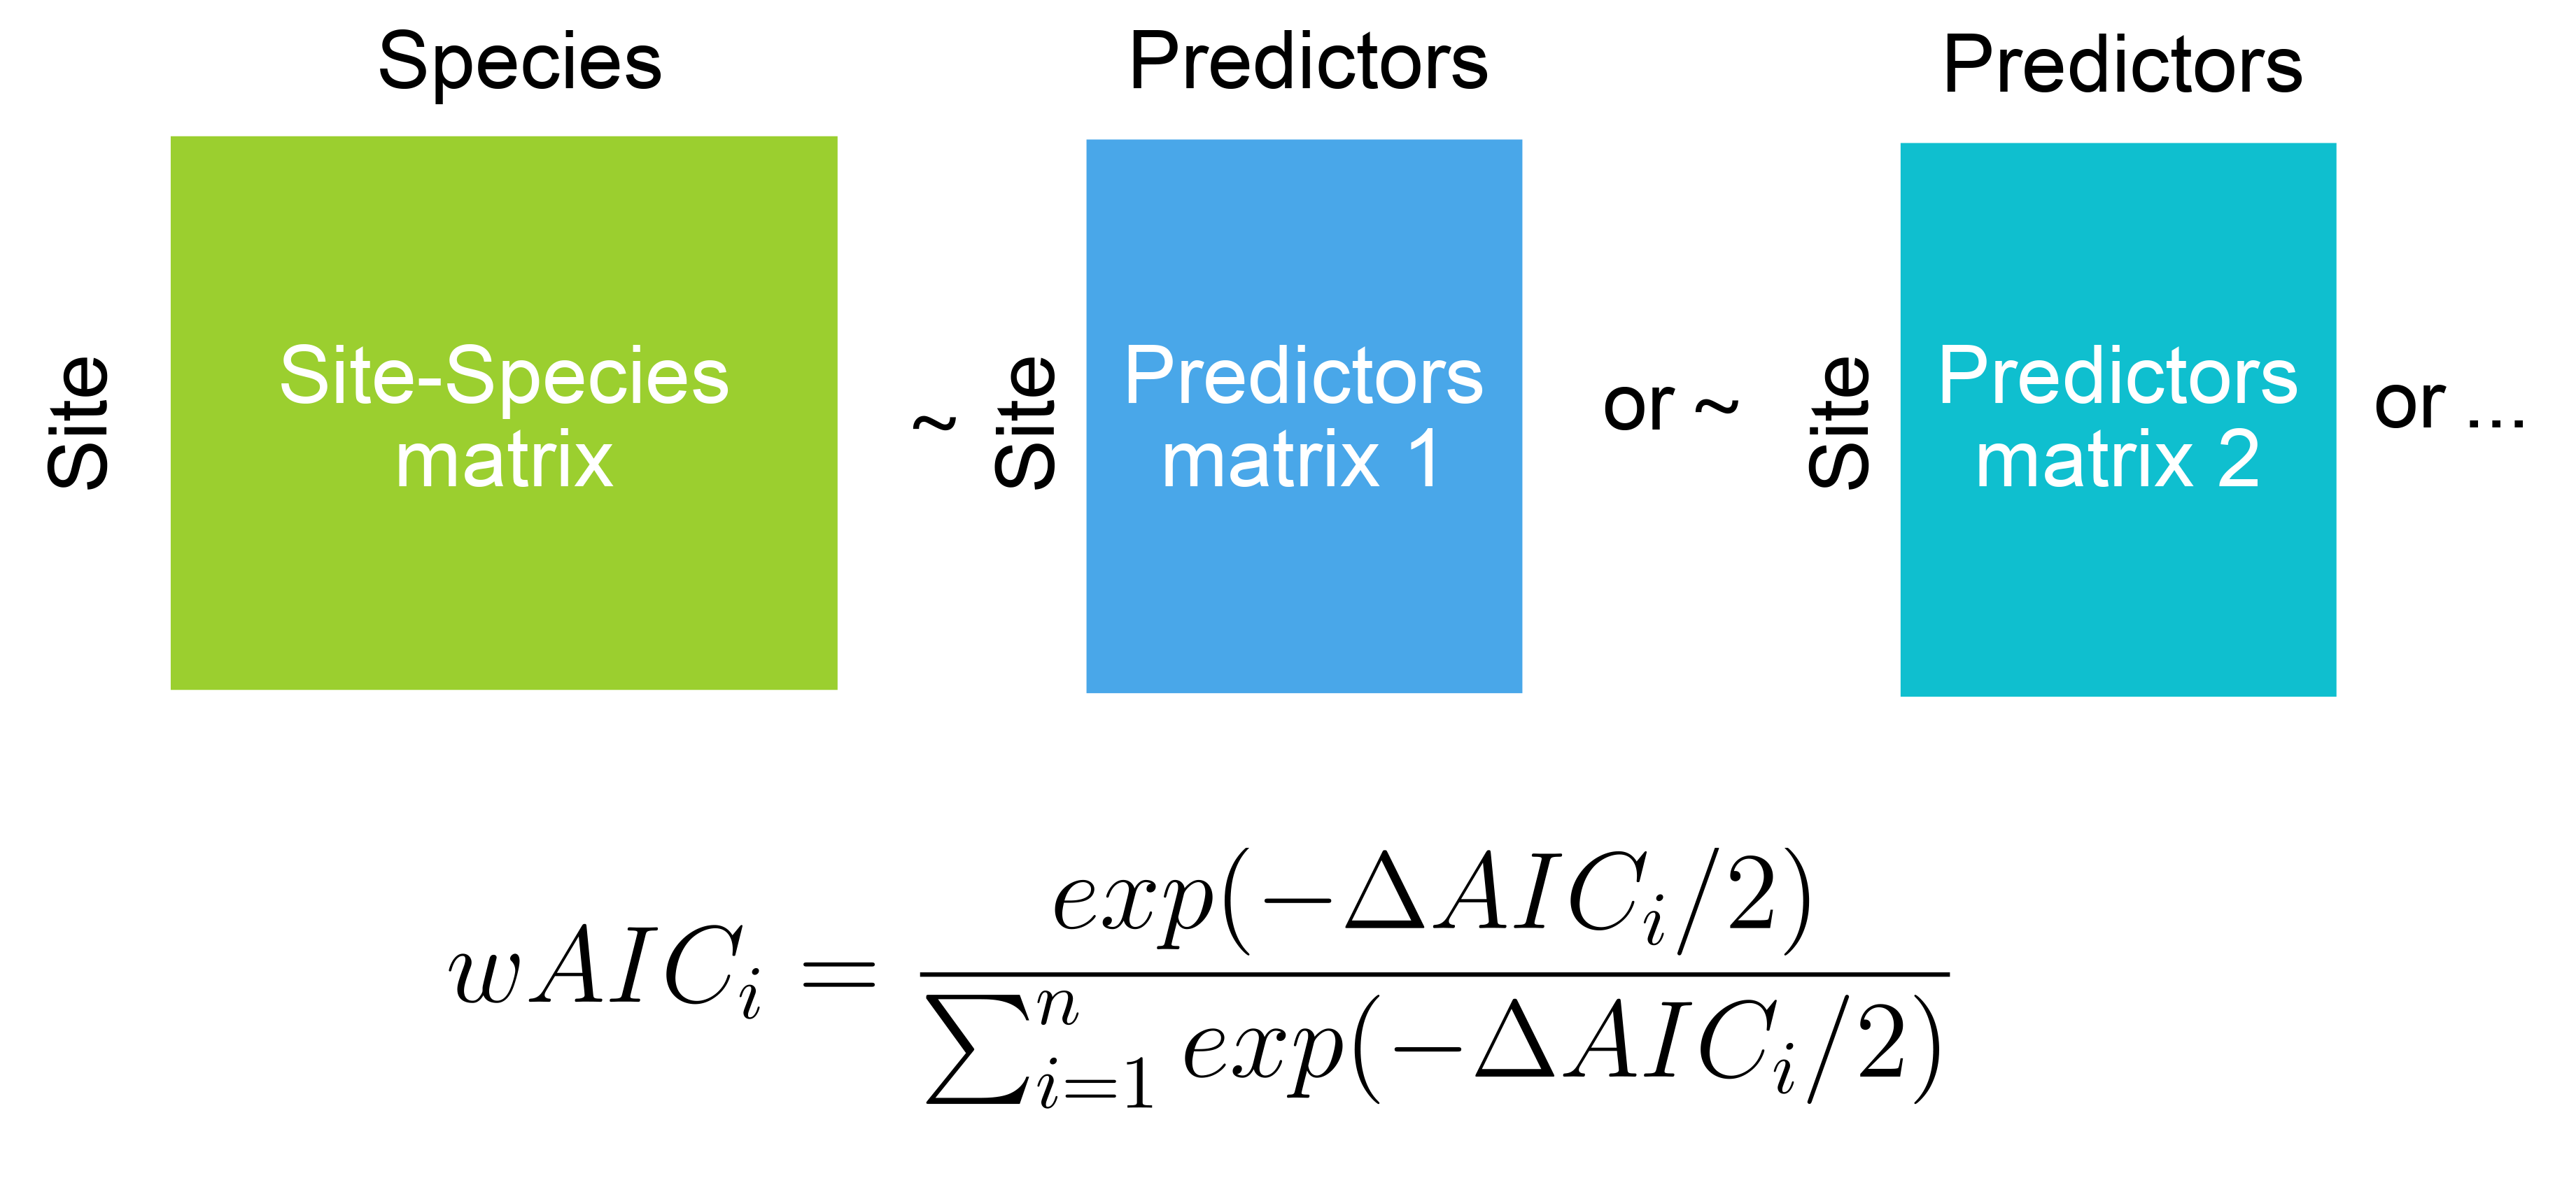 Species
Predictors
Predictors
Site
Site-Species
matrix
~
Site
Predictors
matrix 1
or ~
Site
Predictors
matrix 2
or ...
wAIC_i = \frac{exp(-\Delta AIC_i/2)}{\sum_{i=1}^{n} exp(-\Delta AIC_i/2)}